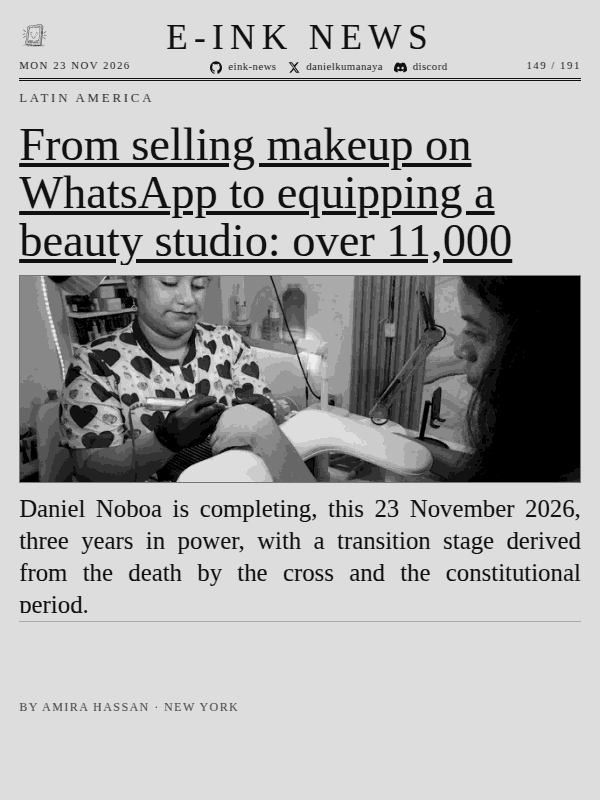 E-INK NEWS
MON 23 NOV 2026
eink-news
danielkumanaya
discord
149 / 191
LATIN AMERICA
From selling makeup on
WhatsApp to equipping a
beauty studio: over 11,000
Daniel Noboa is completing, this 23 November 2026,
three years in power, with a transition stage derived
from the death by the cross and the constitutional
period.
BY AMIRA HASSAN · NEW YORK